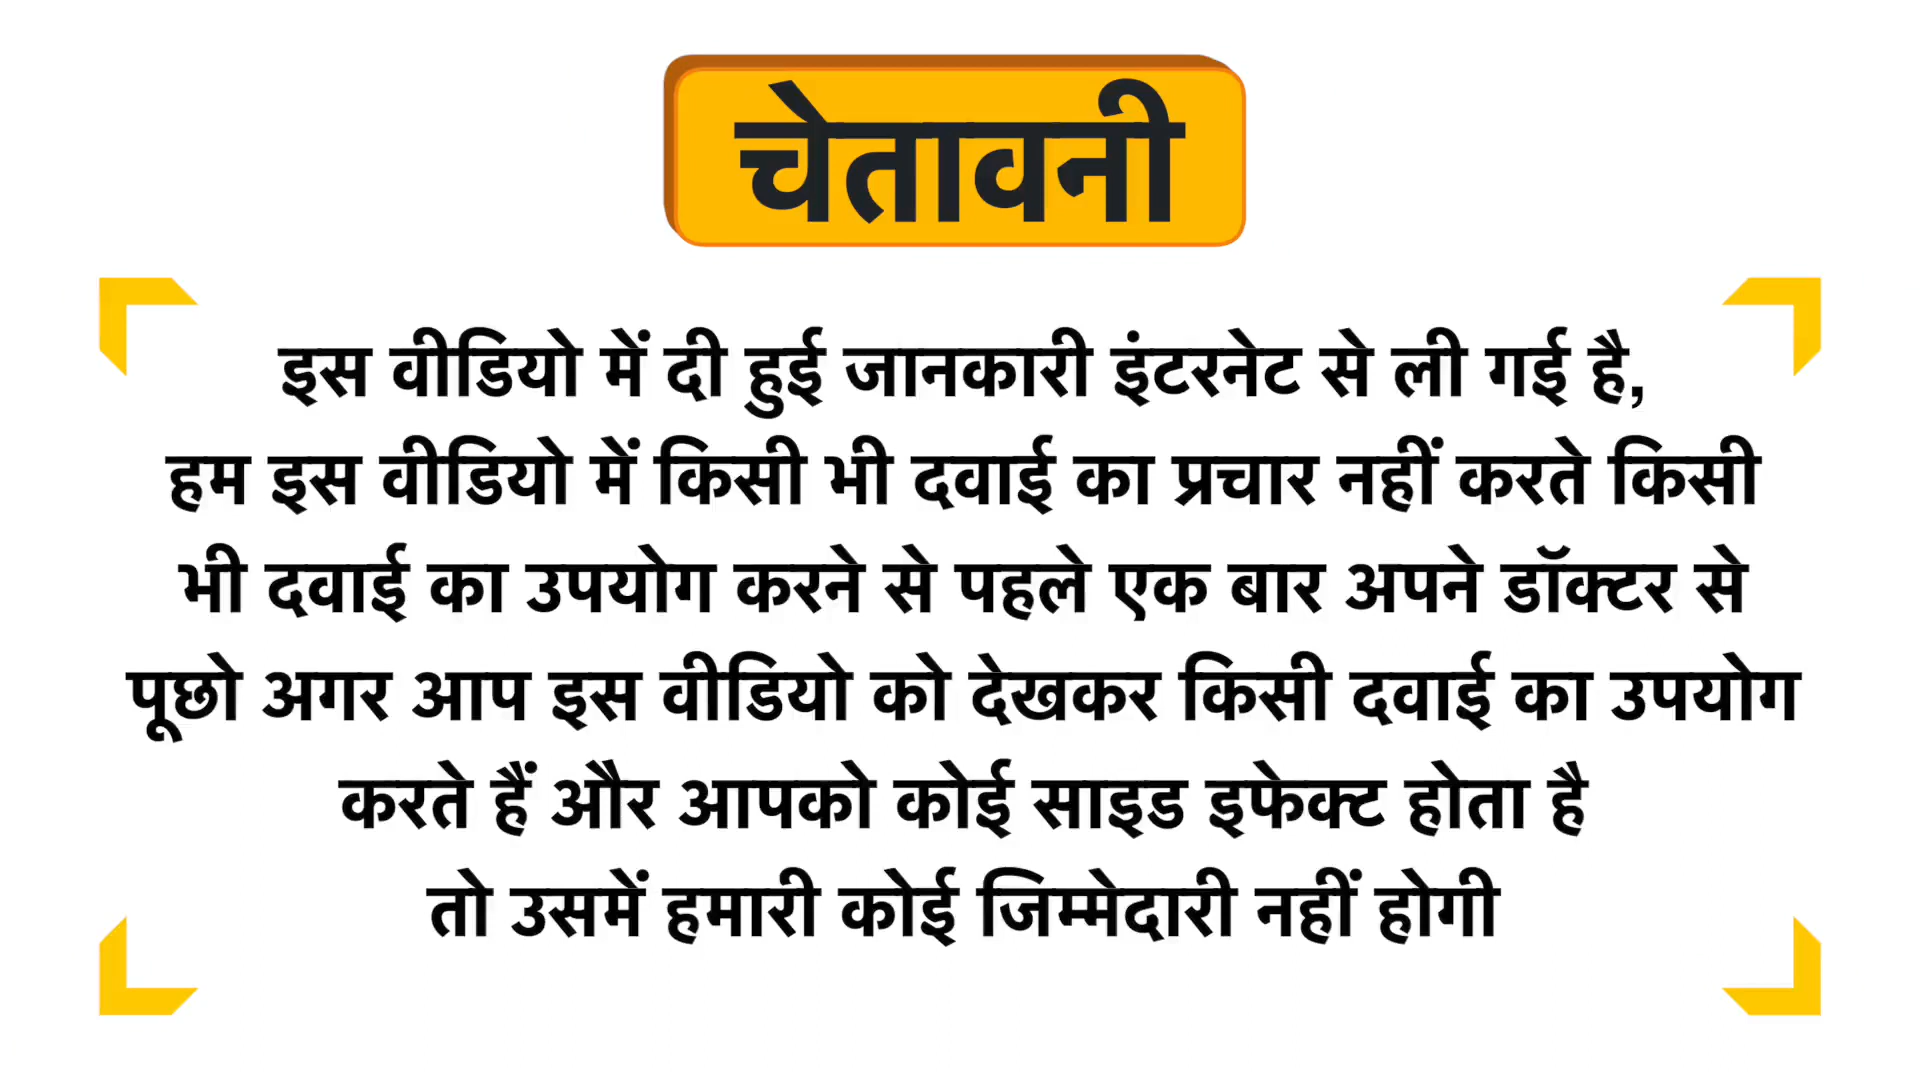 चेतावनी
इस वीडियो में दी हुई जानकारी इंटरनेट से ली गई है,
हम इस वीडियो में किसी भी दवाई का प्रचार नहीं करते किसी
भी दवाई का उपयोग करने से पहले एक बार अपने डॉक्टर से
पूछो अगर आप इस वीडियो को देखकर किसी दवाई का उपयोग
करते हैं और आपको कोई साइड इफेक्ट होता है
तो उसमें हमारी कोई जिम्मेदारी नहीं होगी